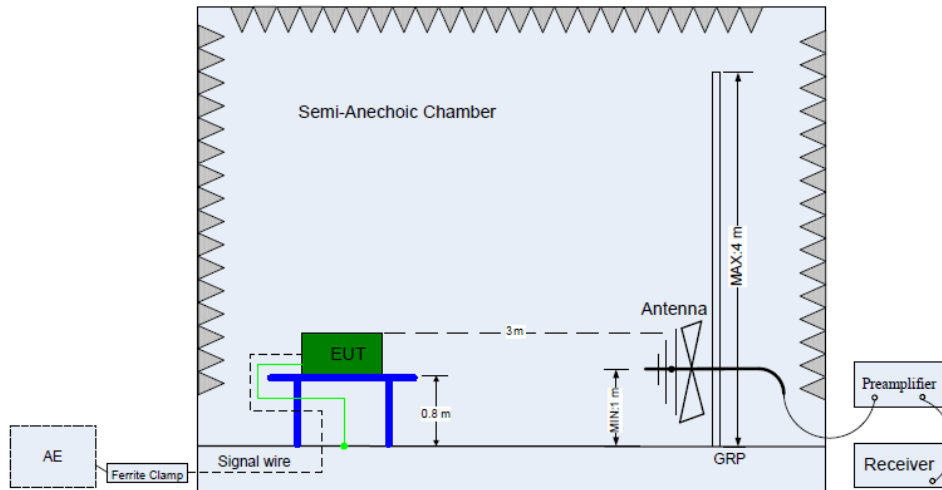 Semi-Anechoic Chamber
MAX:4 m
Antenna
3 m
EUT
0.8 m
MIN:1 m
Preamplifier
AE
Signal wire
GRP
Receiver
Ferrite Clamp